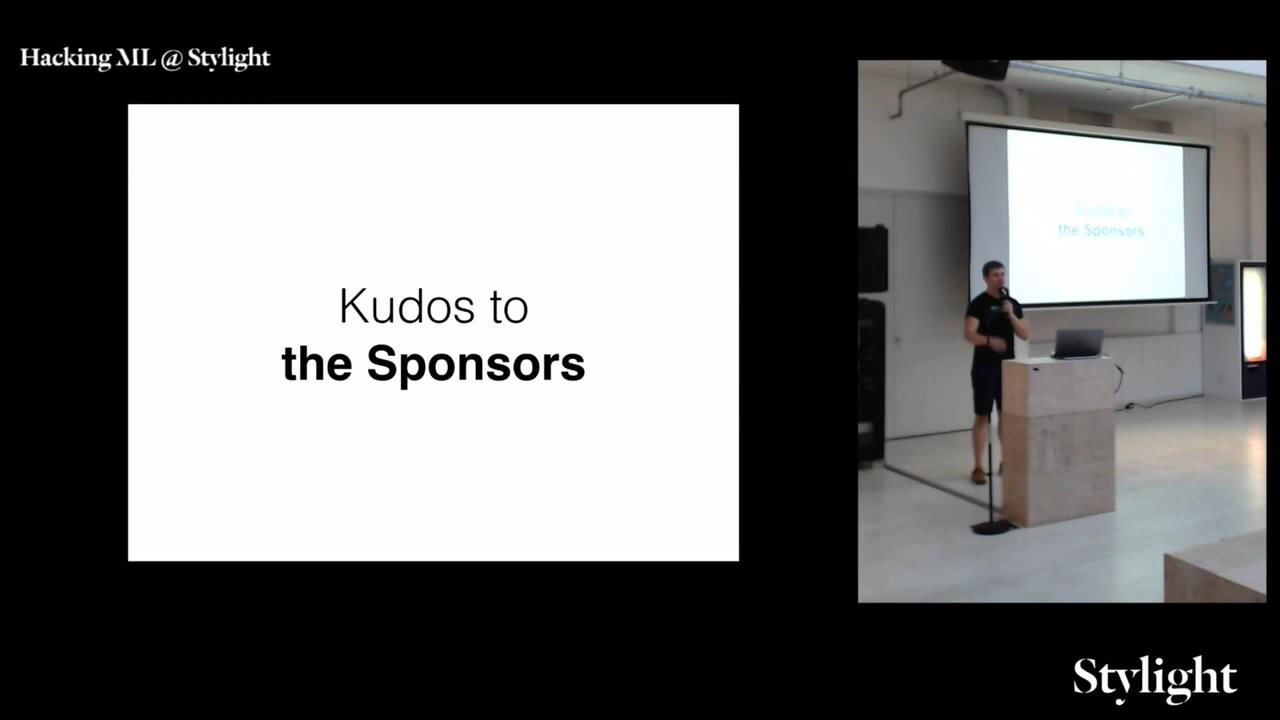 Hacking ML @ Stylight
Kudos to
the Sponsors
Kudos to
the Sponsors
Stylight